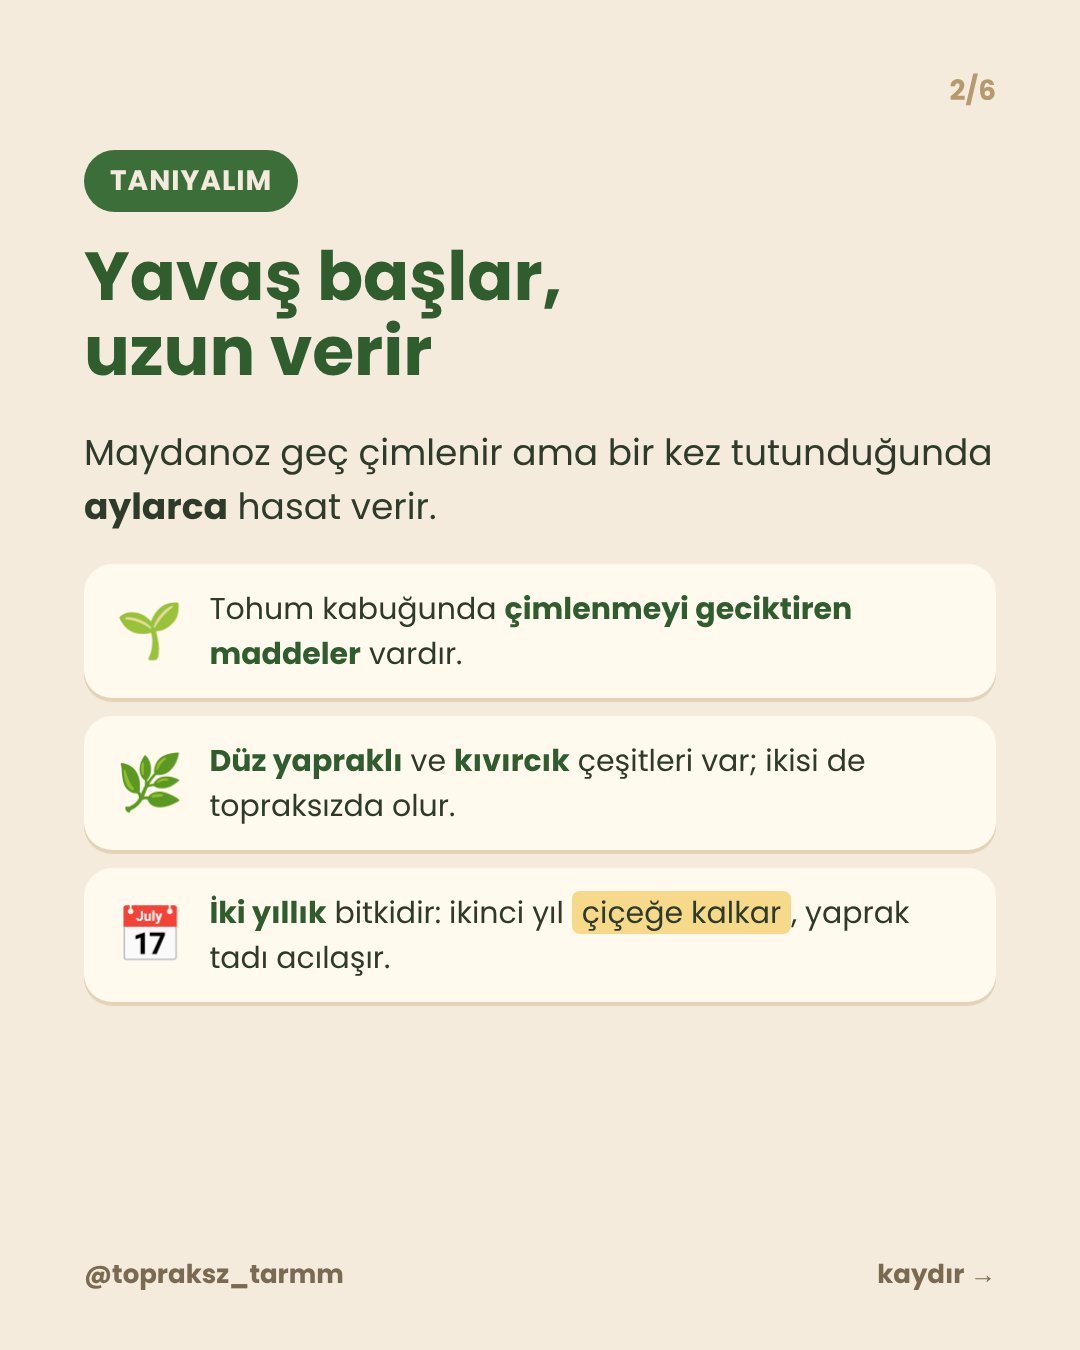 2/6
TANIYALIM
Yavaş başlar,
uzun verir
Maydanoz geç çimlenir ama bir kez tutunduğunda
aylarca hasat verir.
Tohum kabuğunda çimlenmeyi geciktiren
maddeler vardır.
Düz yapraklı ve kıvırcık çeşitleri var; ikisi de
topraksızda olur.
July
17
İki yıllık bitkidir: ikinci yıl çiçeğe kalkar, yaprak
tadı acılaşır.
@topraksz_tarmm
kaydır →